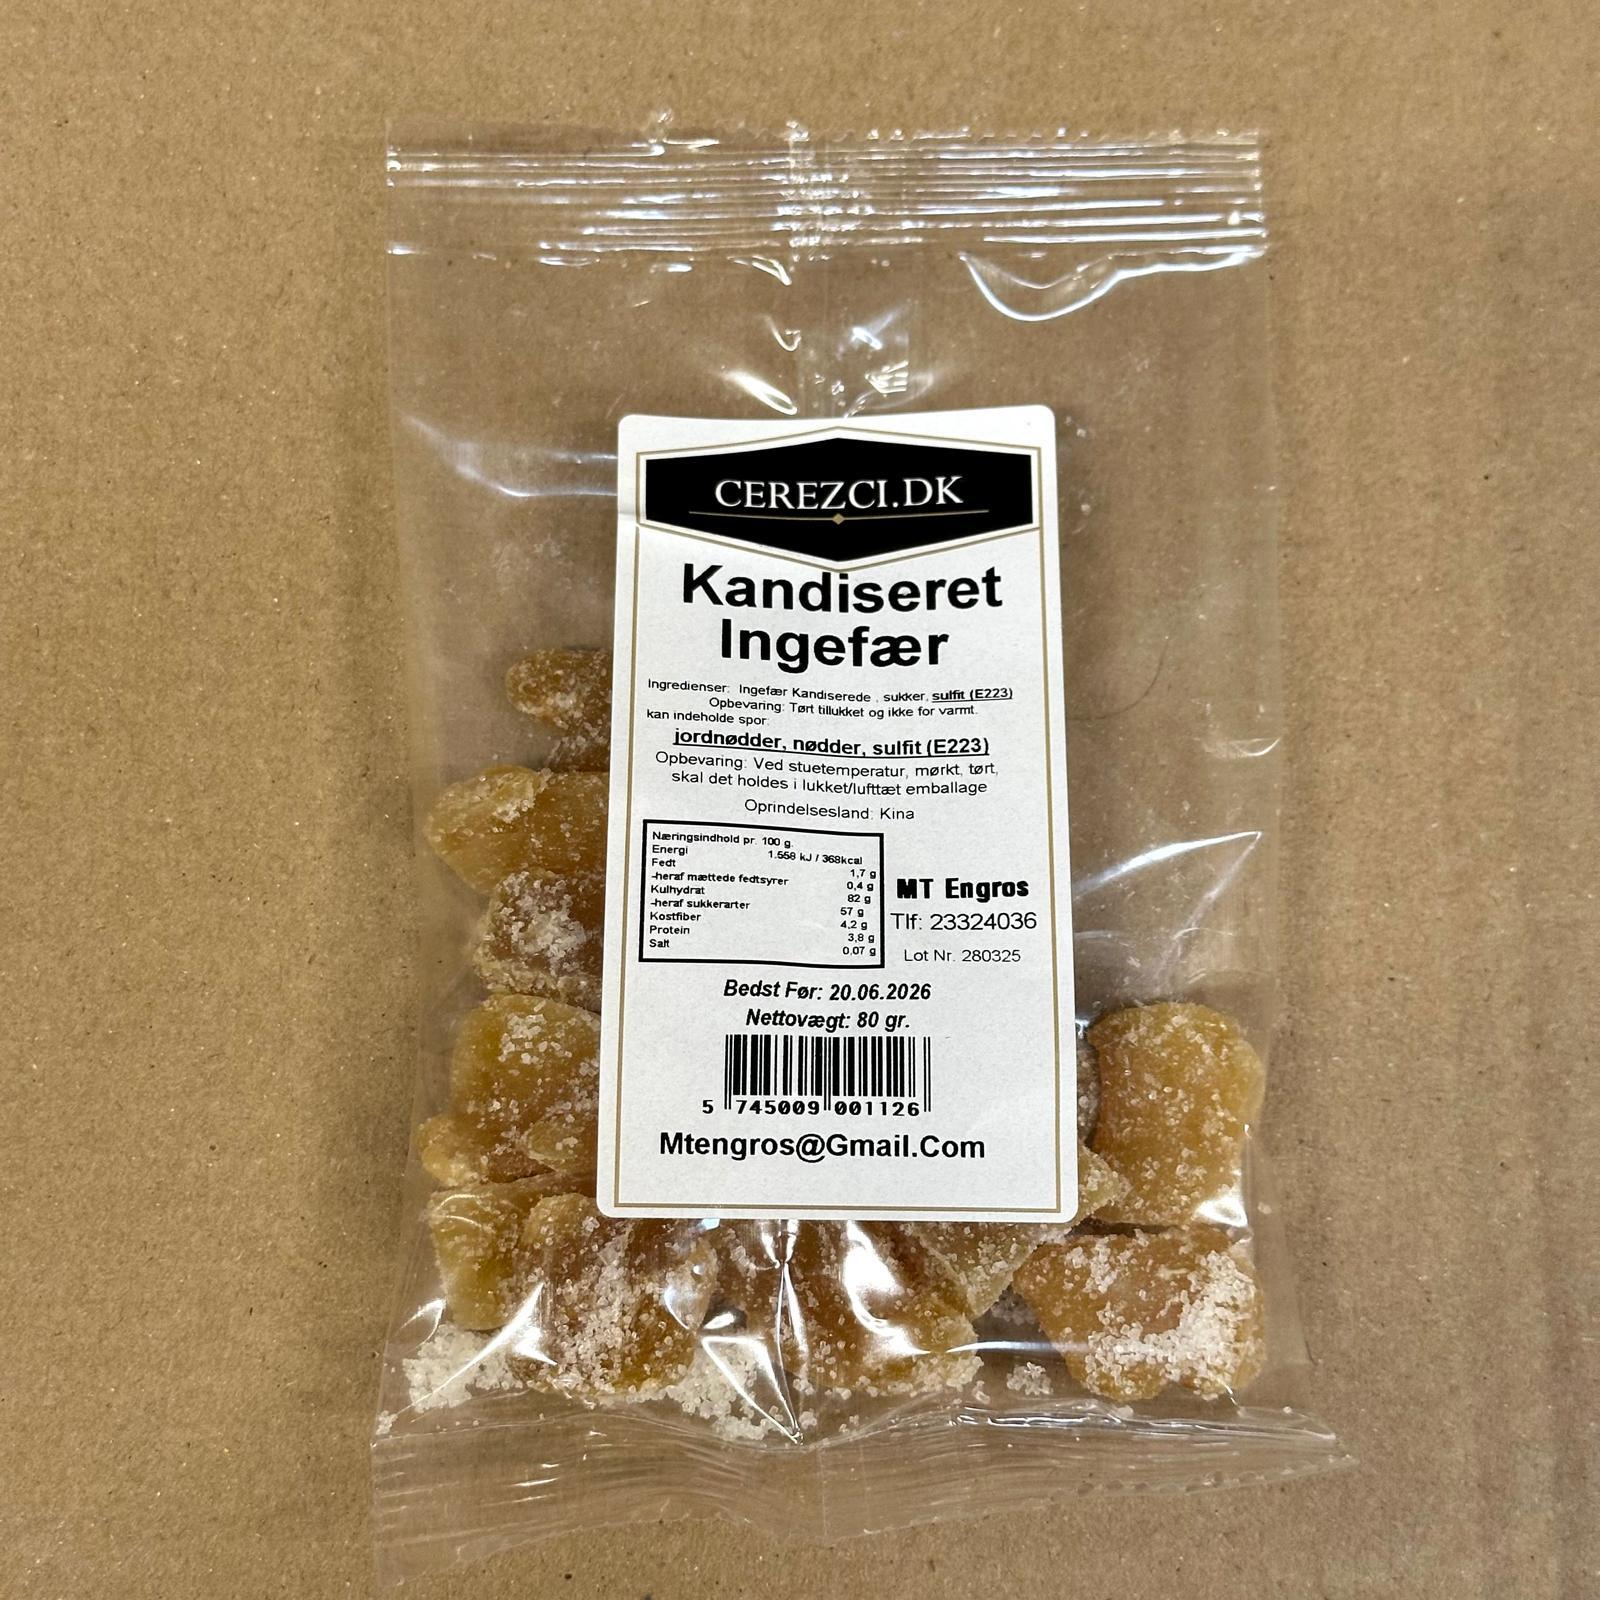 CEREZCI.DK
Kandiseret
Ingefær
Ingredienser: Ingefær Kandiserede , sukker, sulfit (E223)
Opbevaring: Tørt tillukket og ikke for varmt.
kan indeholde spor:
jordnødder, nødder, sulfit (E223)
Opbevaring: Ved stuetemperatur, mørkt, tørt,
skal det holdes i lukket/lufttæt emballage
Oprindelsesland: Kina
Næringsindhold pr. 100 g.
Energi 1.558 kJ / 368kcal
Fedt 1,7 g
-heraf mættede fedtsyrer 0,4 g
Kulhydrat 82 g
-heraf sukkerarter 57 g
Kostfiber 4,2 g
Protein 3,8 g
Salt 0,07 g
MT Engros
Tlf: 23324036
Lot Nr. 280325
Bedst Før: 20.06.2026
Nettovægt: 80 gr.
5 745009 001126
Mtengros@Gmail.Com